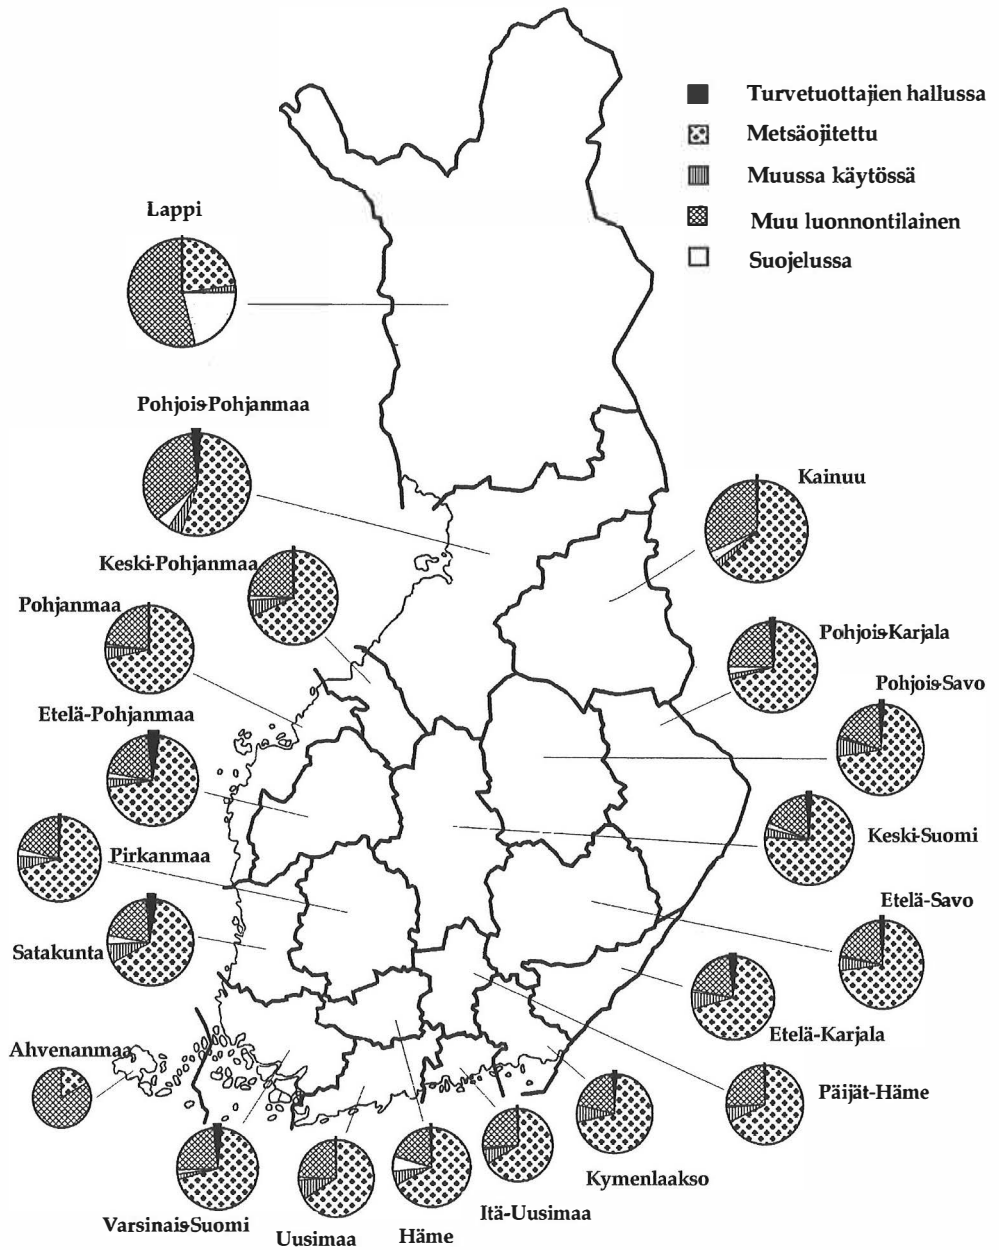 Turvetuottajien hallussa
Metsäojitettu
Muussa käytössä
Muu luonnontilainen
Suojelussa
Lappi
Pohjois-Pohjanmaa
Kainuu
Keski-Pohjanmaa
Pohjanmaa
Pohjois-Karjala
Pohjois-Savo
Etelä-Pohjanmaa
Keski-Suomi
Pirkanmaa
Etelä-Savo
Satakunta
Etelä-Karjala
Ahvenanmaa
Päijät-Häme
Kymenlaakso
Itä-Uusimaa
Varsinais-Suomi
Häme
Uusimaa